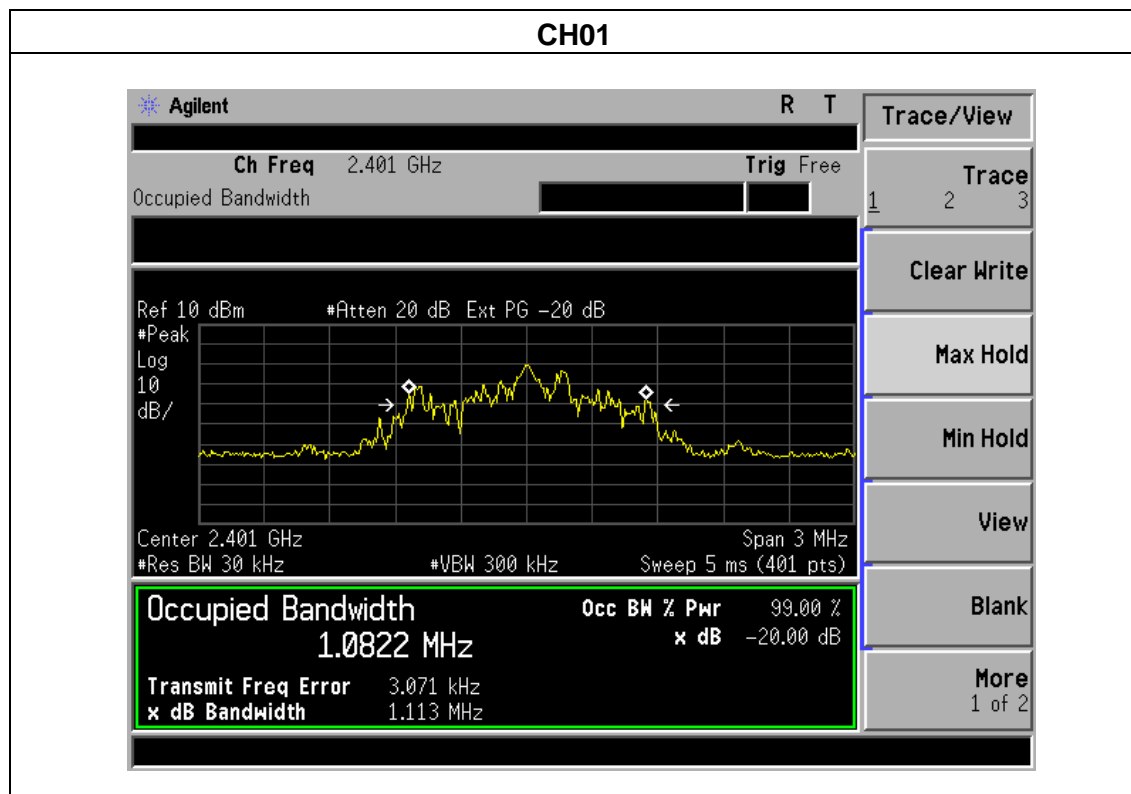 CH01
Agilent R T
Trace/View
Ch Freq 2.401 GHz Trig Free
Occupied Bandwidth
Trace
1 2 3
Clear Write
Ref 10 dBm #Atten 20 dB Ext PG −20 dB
#Peak
Log
10
dB/
Max Hold
Min Hold
View
Center 2.401 GHz Span 3 MHz
#Res BW 30 kHz #VBW 300 kHz Sweep 5 ms (401 pts)
Occupied Bandwidth Occ BW % Pwr 99.00 %
1.0822 MHz x dB −20.00 dB
Blank
Transmit Freq Error 3.071 kHz
x dB Bandwidth 1.113 MHz
More
1 of 2